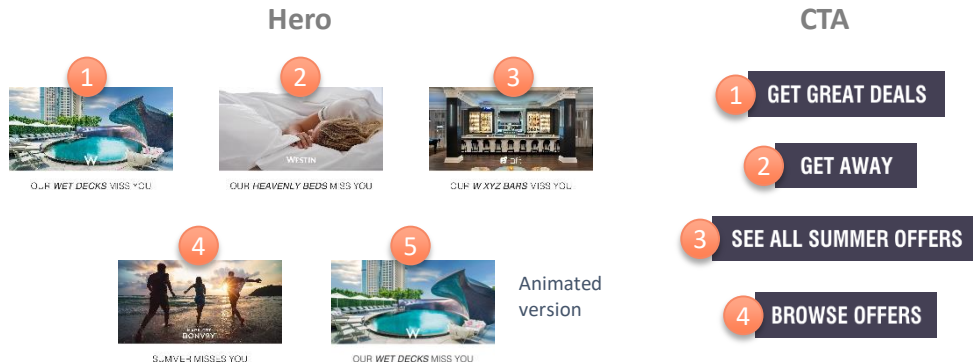 Hero
CTA
1
2
3
W
WESTIN
OUR WET DECKS MISS YOU
OUR HEAVENLY BEDS MISS YOU
OUR W XYZ BARS MISS YOU
4
5
BONVOY
W
Animated
version
SUMMER MISSES YOU
OUR WET DECKS MISS YOU
1 GET GREAT DEALS
2 GET AWAY
3 SEE ALL SUMMER OFFERS
4 BROWSE OFFERS